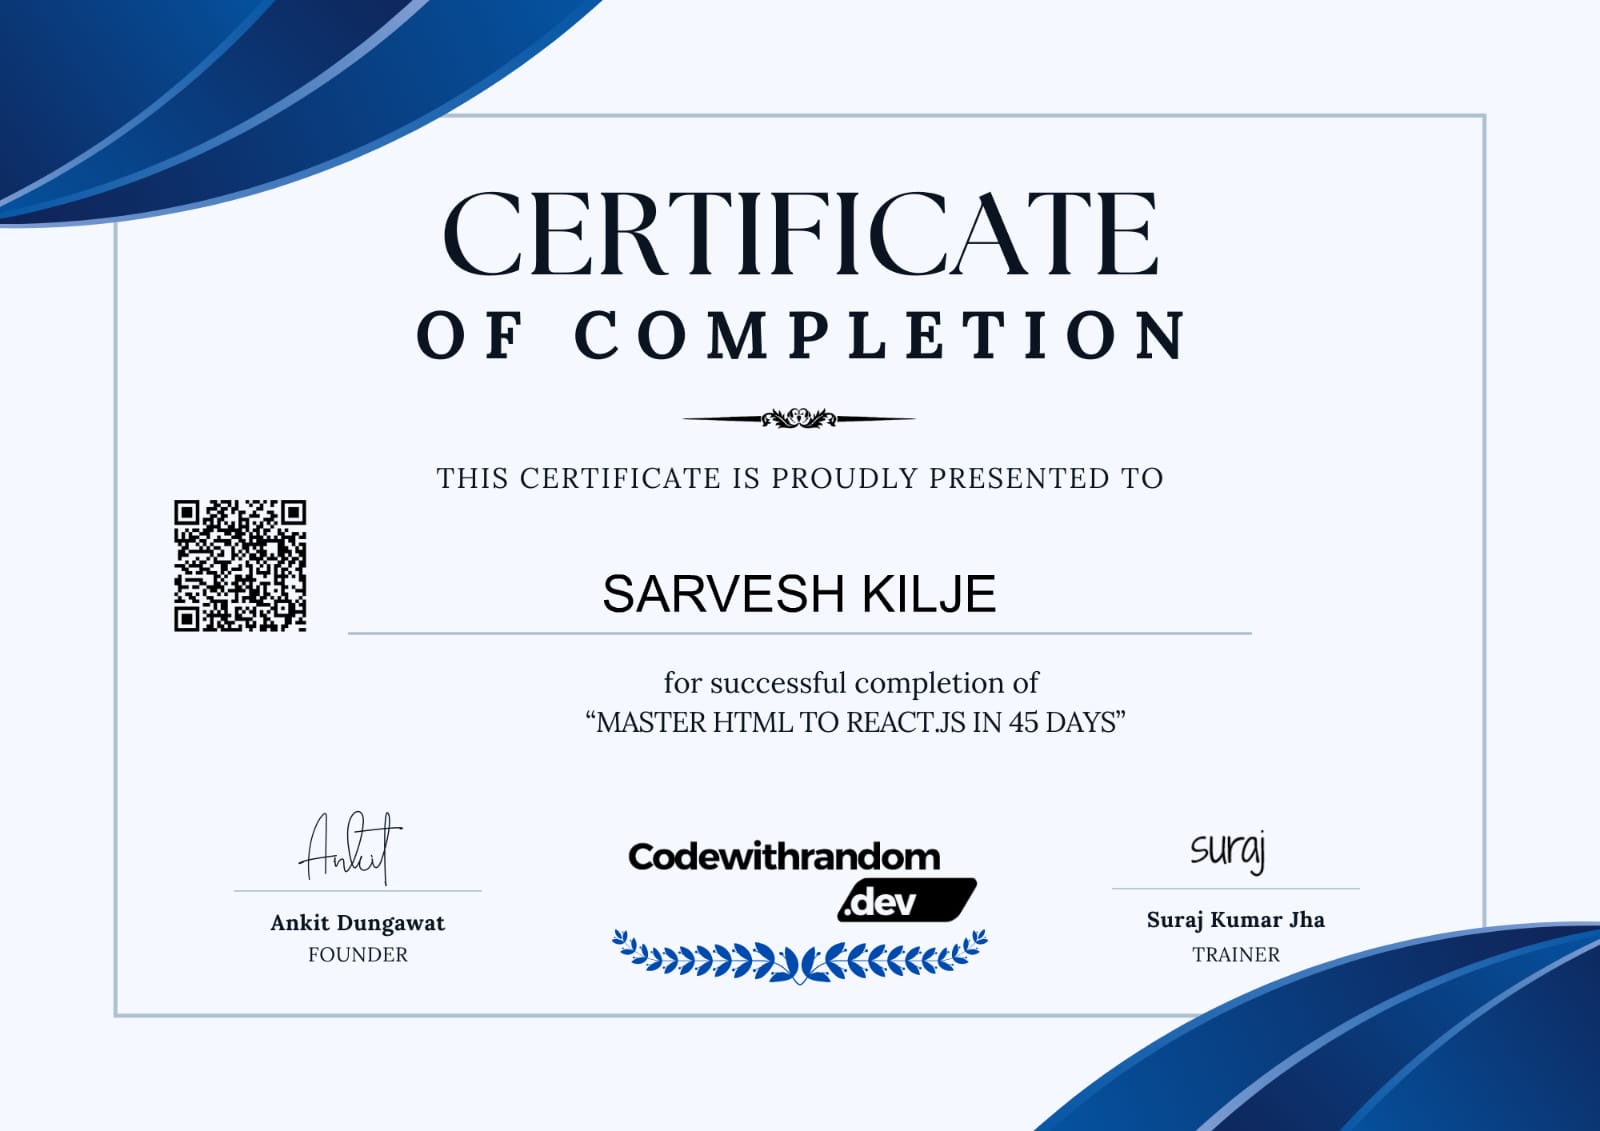 CERTIFICATE
OF COMPLETION
THIS CERTIFICATE IS PROUDLY PRESENTED TO
SARVESH KILJE
for successful completion of
“MASTER HTML TO REACT.JS IN 45 DAYS”
Ankit
Ankit Dungawat
FOUNDER
Codewithrandom
.dev
suraj
Suraj Kumar Jha
TRAINER